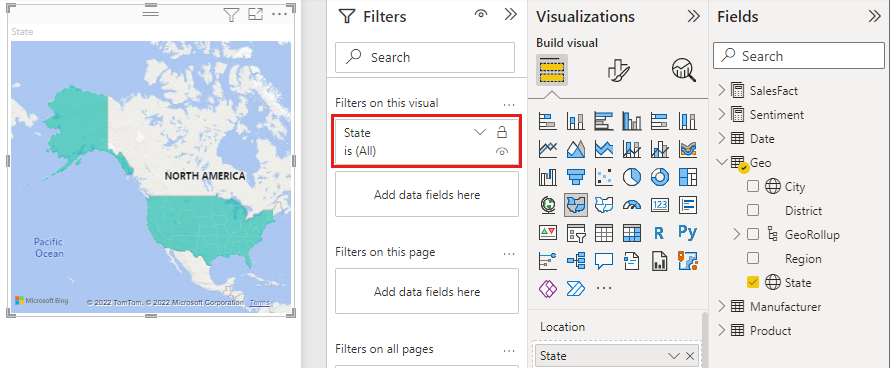 State
NORTH AMERICA
Pacific
Ocean
Microsoft Bing
© 2022 TomTom, © 2022 Microsoft Corporation Terms
Filters
Search
Filters on this visual
State
is (All)
Add data fields here
Filters on this page
Add data fields here
Filters on all pages
Visualizations
Build visual
123
R
Py
Location
State
Fields
Search
SalesFact
Sentiment
Date
Geo
City
District
GeoRollup
Region
State
Manufacturer
Product